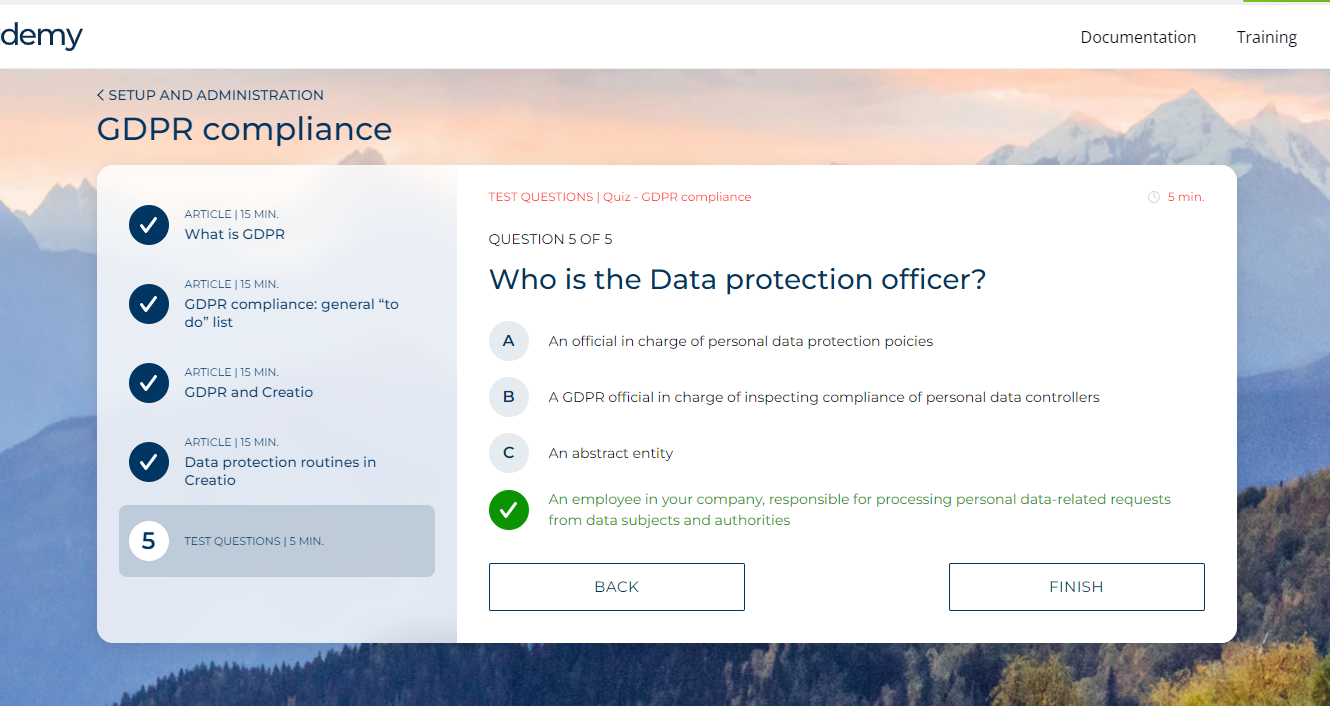 demy
Documentation
Training
< SETUP AND ADMINISTRATION
GDPR compliance
ARTICLE | 15 MIN.
What is GDPR
ARTICLE | 15 MIN.
GDPR compliance: general “to
do” list
ARTICLE | 15 MIN.
GDPR and Creatio
ARTICLE | 15 MIN.
Data protection routines in
Creatio
5
TEST QUESTIONS | 5 MIN.
TEST QUESTIONS | Quiz - GDPR compliance
5 min.
QUESTION 5 OF 5
Who is the Data protection officer?
A
An official in charge of personal data protection poicies
B
A GDPR official in charge of inspecting compliance of personal data controllers
C
An abstract entity
An employee in your company, responsible for processing personal data-related requests
from data subjects and authorities
BACK
FINISH